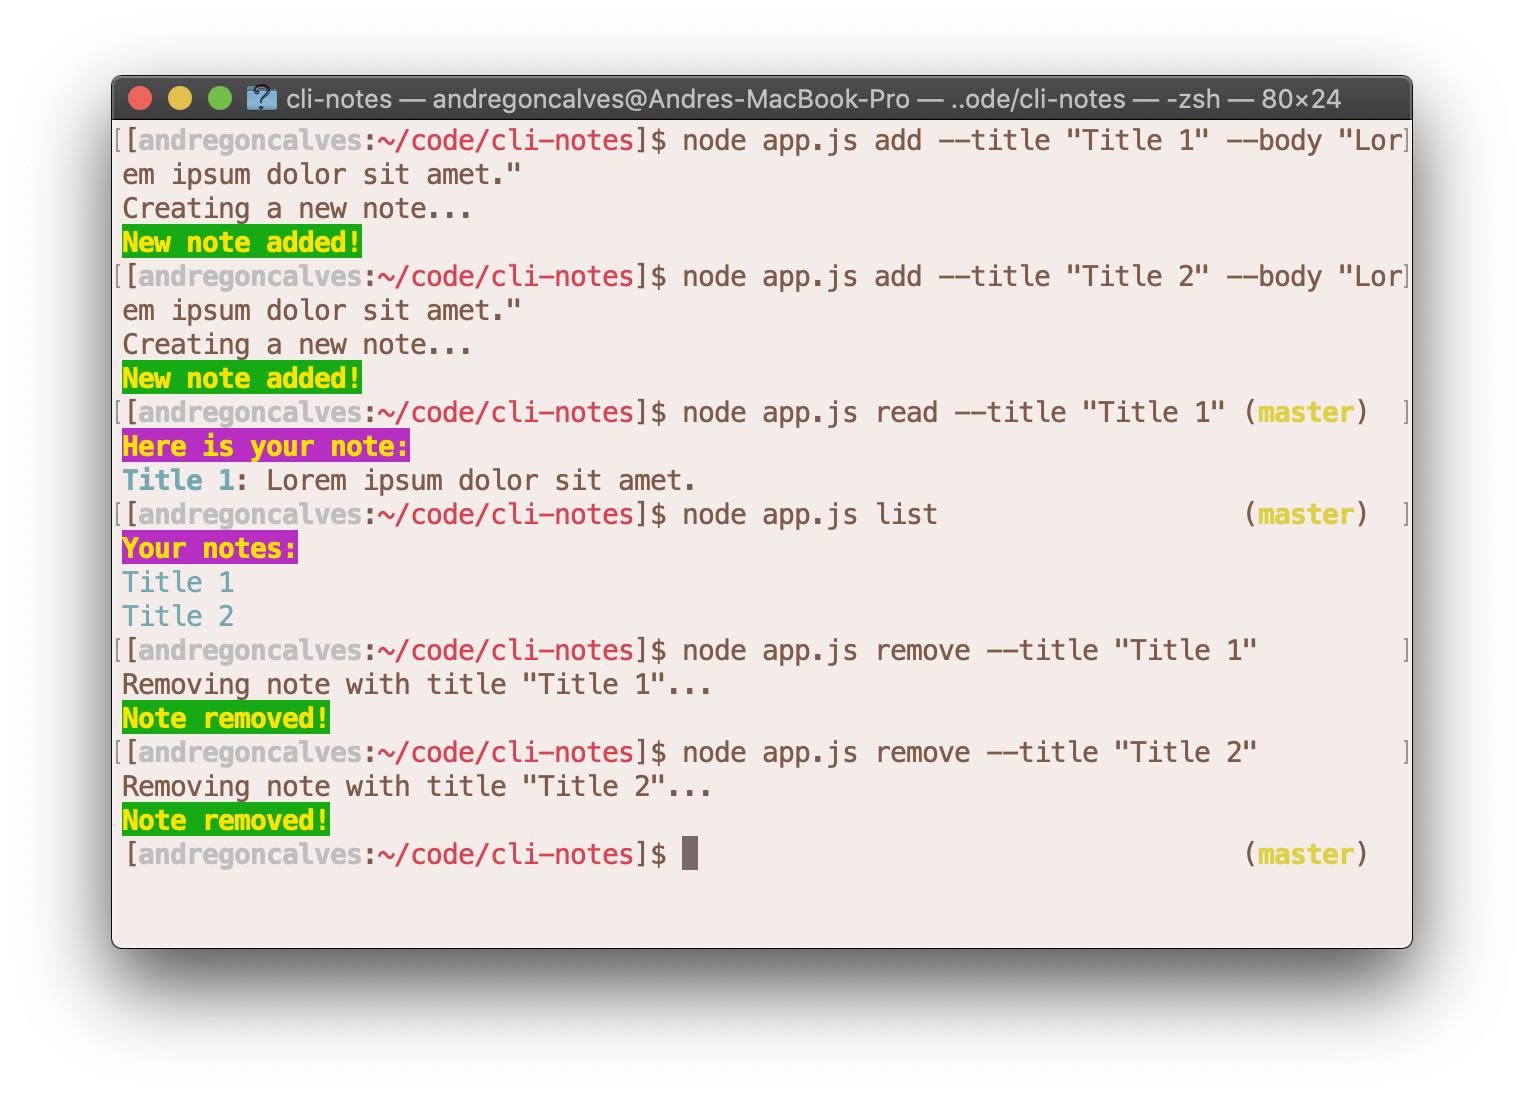 cli-notes — andregoncalves@Andres-MacBook-Pro — ..ode/cli-notes — -zsh — 80×24
[[andregoncalves:~/code/cli-notes]$ node app.js add --title "Title 1" --body "Lor]
em ipsum dolor sit amet."
Creating a new note...
New note added!
[[andregoncalves:~/code/cli-notes]$ node app.js add --title "Title 2" --body "Lor]
em ipsum dolor sit amet."
Creating a new note...
New note added!
[[andregoncalves:~/code/cli-notes]$ node app.js read --title "Title 1" (master) ]
Here is your note:
Title 1: Lorem ipsum dolor sit amet.
[[andregoncalves:~/code/cli-notes]$ node app.js list (master) ]
Your notes:
Title 1
Title 2
[[andregoncalves:~/code/cli-notes]$ node app.js remove --title "Title 1" ]
Removing note with title "Title 1"...
Note removed!
[[andregoncalves:~/code/cli-notes]$ node app.js remove --title "Title 2" ]
Removing note with title "Title 2"...
Note removed!
[andregoncalves:~/code/cli-notes]$ (master)